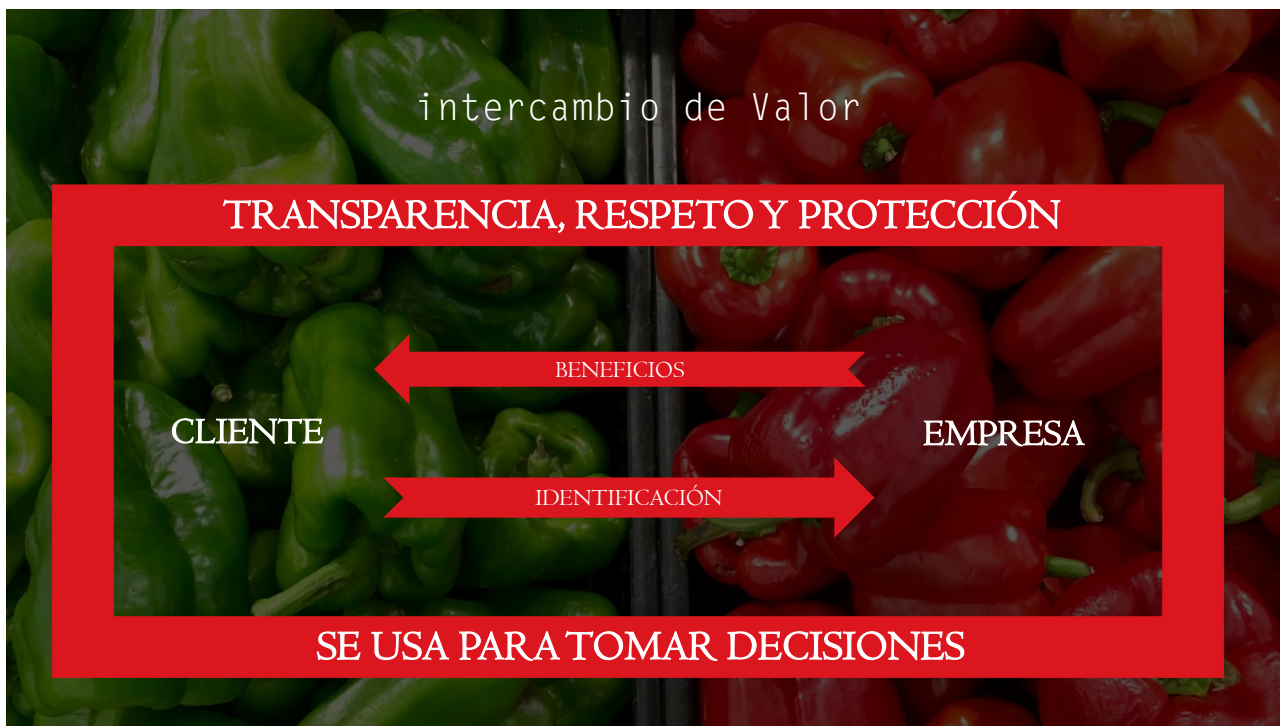 intercambio de Valor
TRANSPARENCIA, RESPETO Y PROTECCIÓN
BENEFICIOS
CLIENTE
EMPRESA
IDENTIFICACIÓN
SE USA PARA TOMAR DECISIONES